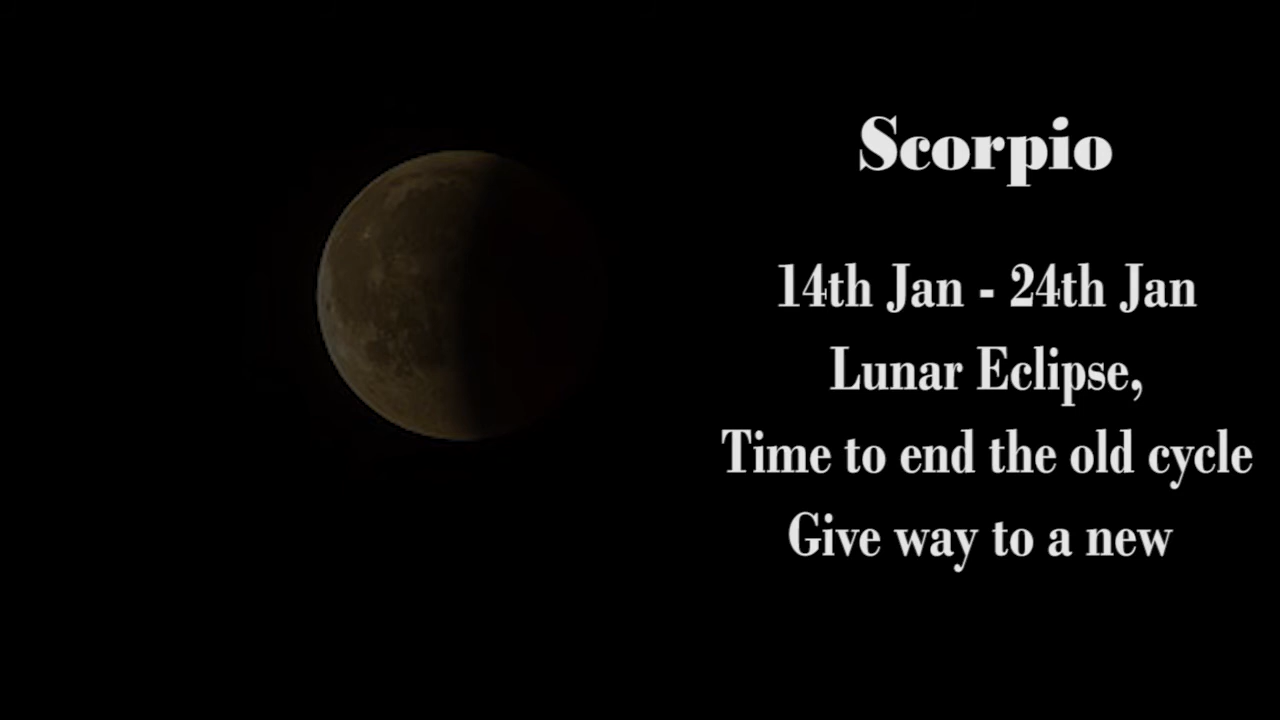 Scorpio
14th Jan - 24th Jan
Lunar Eclipse,
Time to end the old cycle
Give way to a new